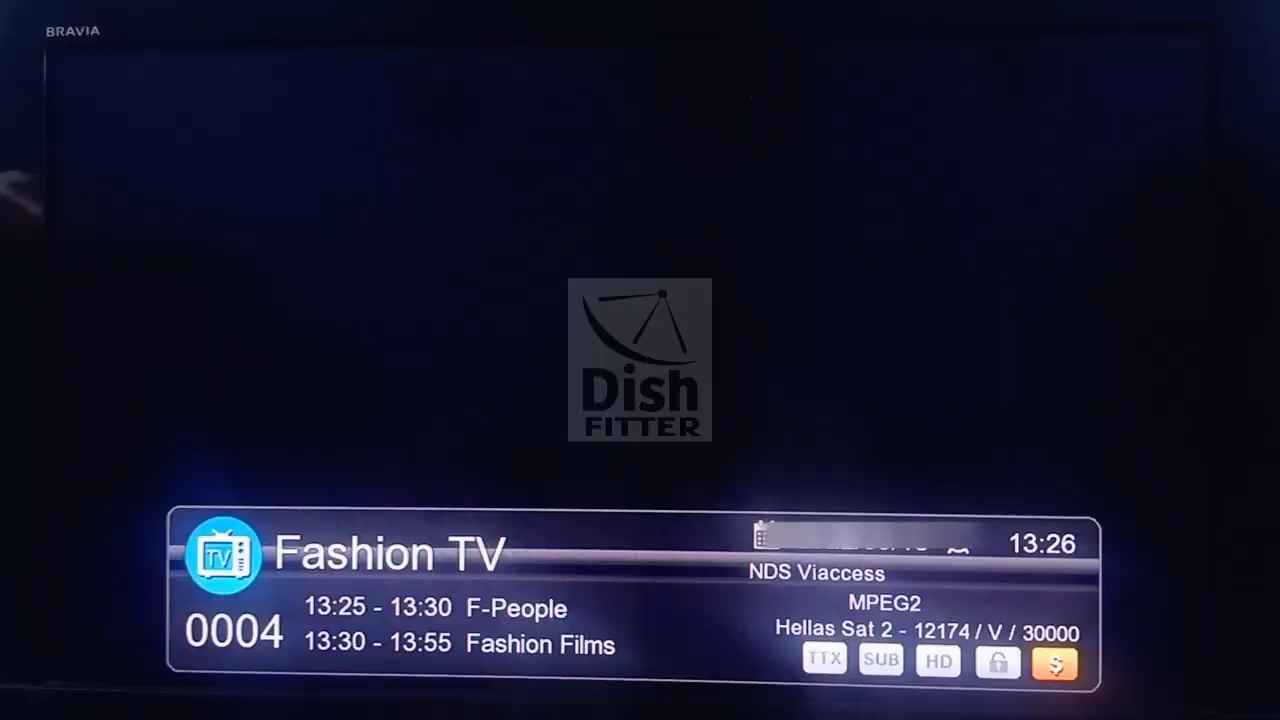 BRAVIA
Dish
FITTER
TV
Fashion TV
13:26
NDS Viaccess
0004
13:25 - 13:30 F-People
13:30 - 13:55 Fashion Films
MPEG2
Hellas Sat 2 - 12174 / V / 30000
TTX SUB HD $